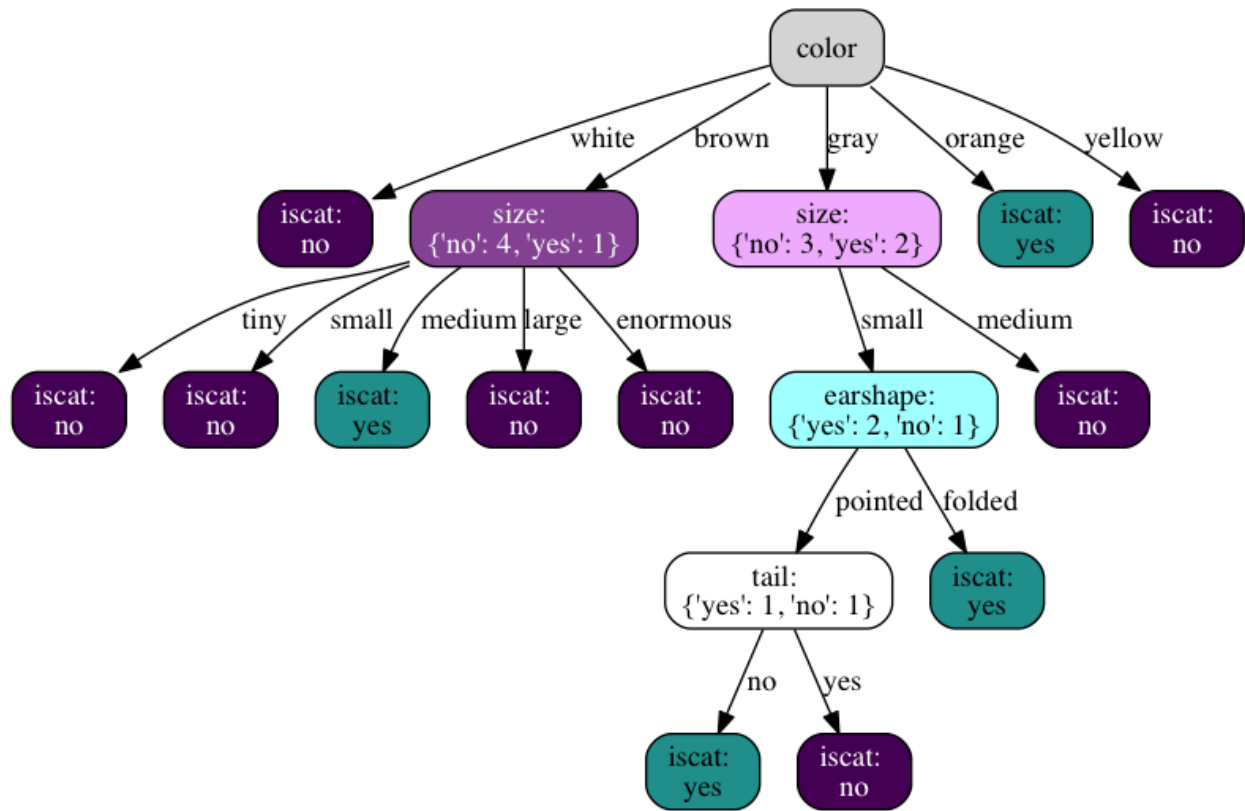 color
white
brown
gray
orange
yellow
iscat:
no
size:
{'no': 4, 'yes': 1}
size:
{'no': 3, 'yes': 2}
iscat:
yes
iscat:
no
tiny
small
medium
large
enormous
small
medium
iscat:
no
iscat:
no
iscat:
yes
iscat:
no
iscat:
no
earshape:
{'yes': 2, 'no': 1}
iscat:
no
pointed
folded
tail:
{'yes': 1, 'no': 1}
iscat:
yes
no
yes
iscat:
yes
iscat:
no